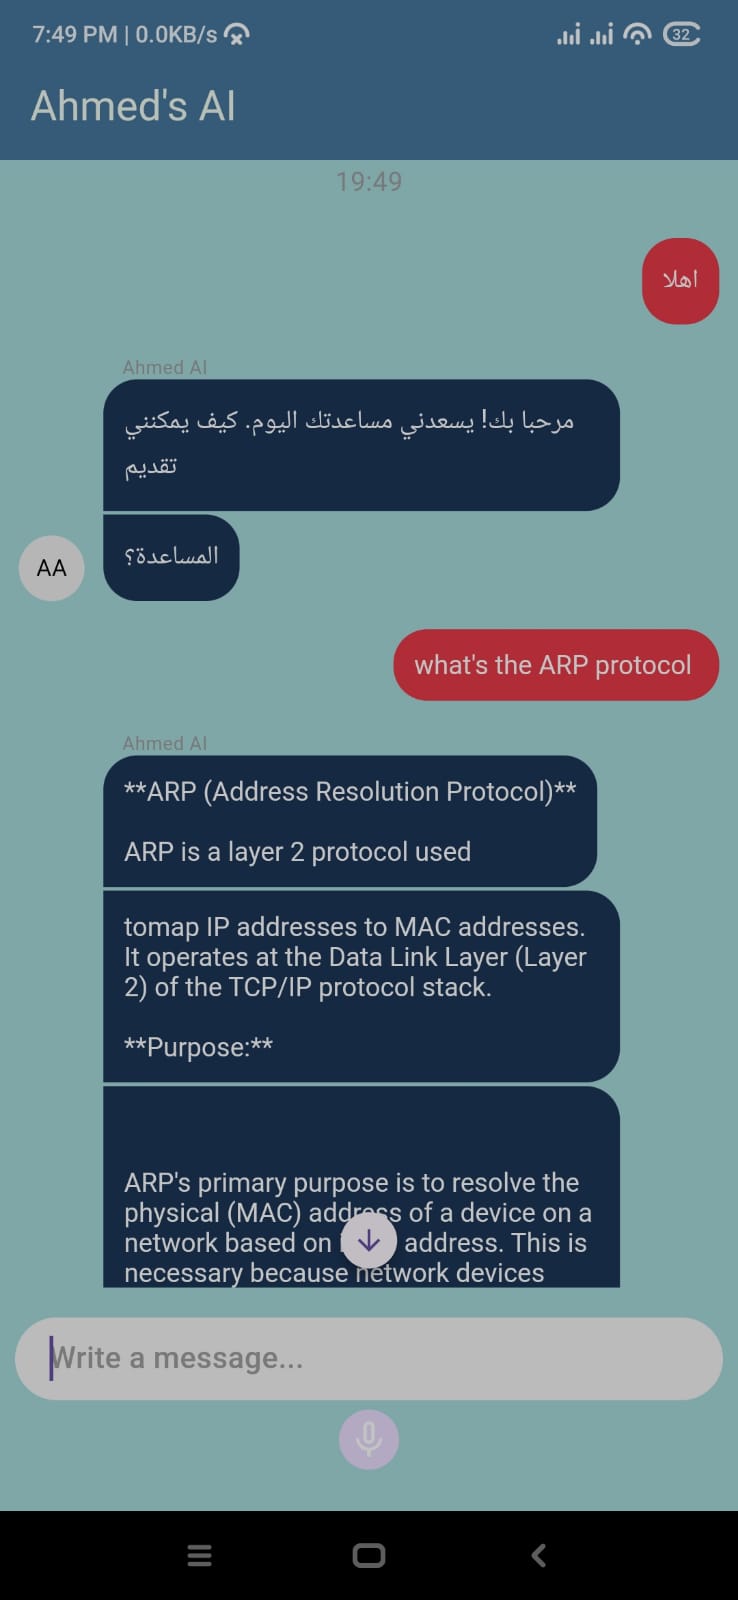 7:49 PM | 0.0KB/s
32
Ahmed's AI
19:49
اهلا
Ahmed AI
مرحبا بك! يسعدني مساعدتك اليوم. كيف يمكنني
تقديم
المساعدة؟
AA
what's the ARP protocol
Ahmed AI
**ARP (Address Resolution Protocol)**
ARP is a layer 2 protocol used
tomap IP addresses to MAC addresses.
It operates at the Data Link Layer (Layer
2) of the TCP/IP protocol stack.
**Purpose:**
ARP's primary purpose is to resolve the
physical (MAC) address of a device on a
network based on address. This is
necessary because network devices
Write a message...